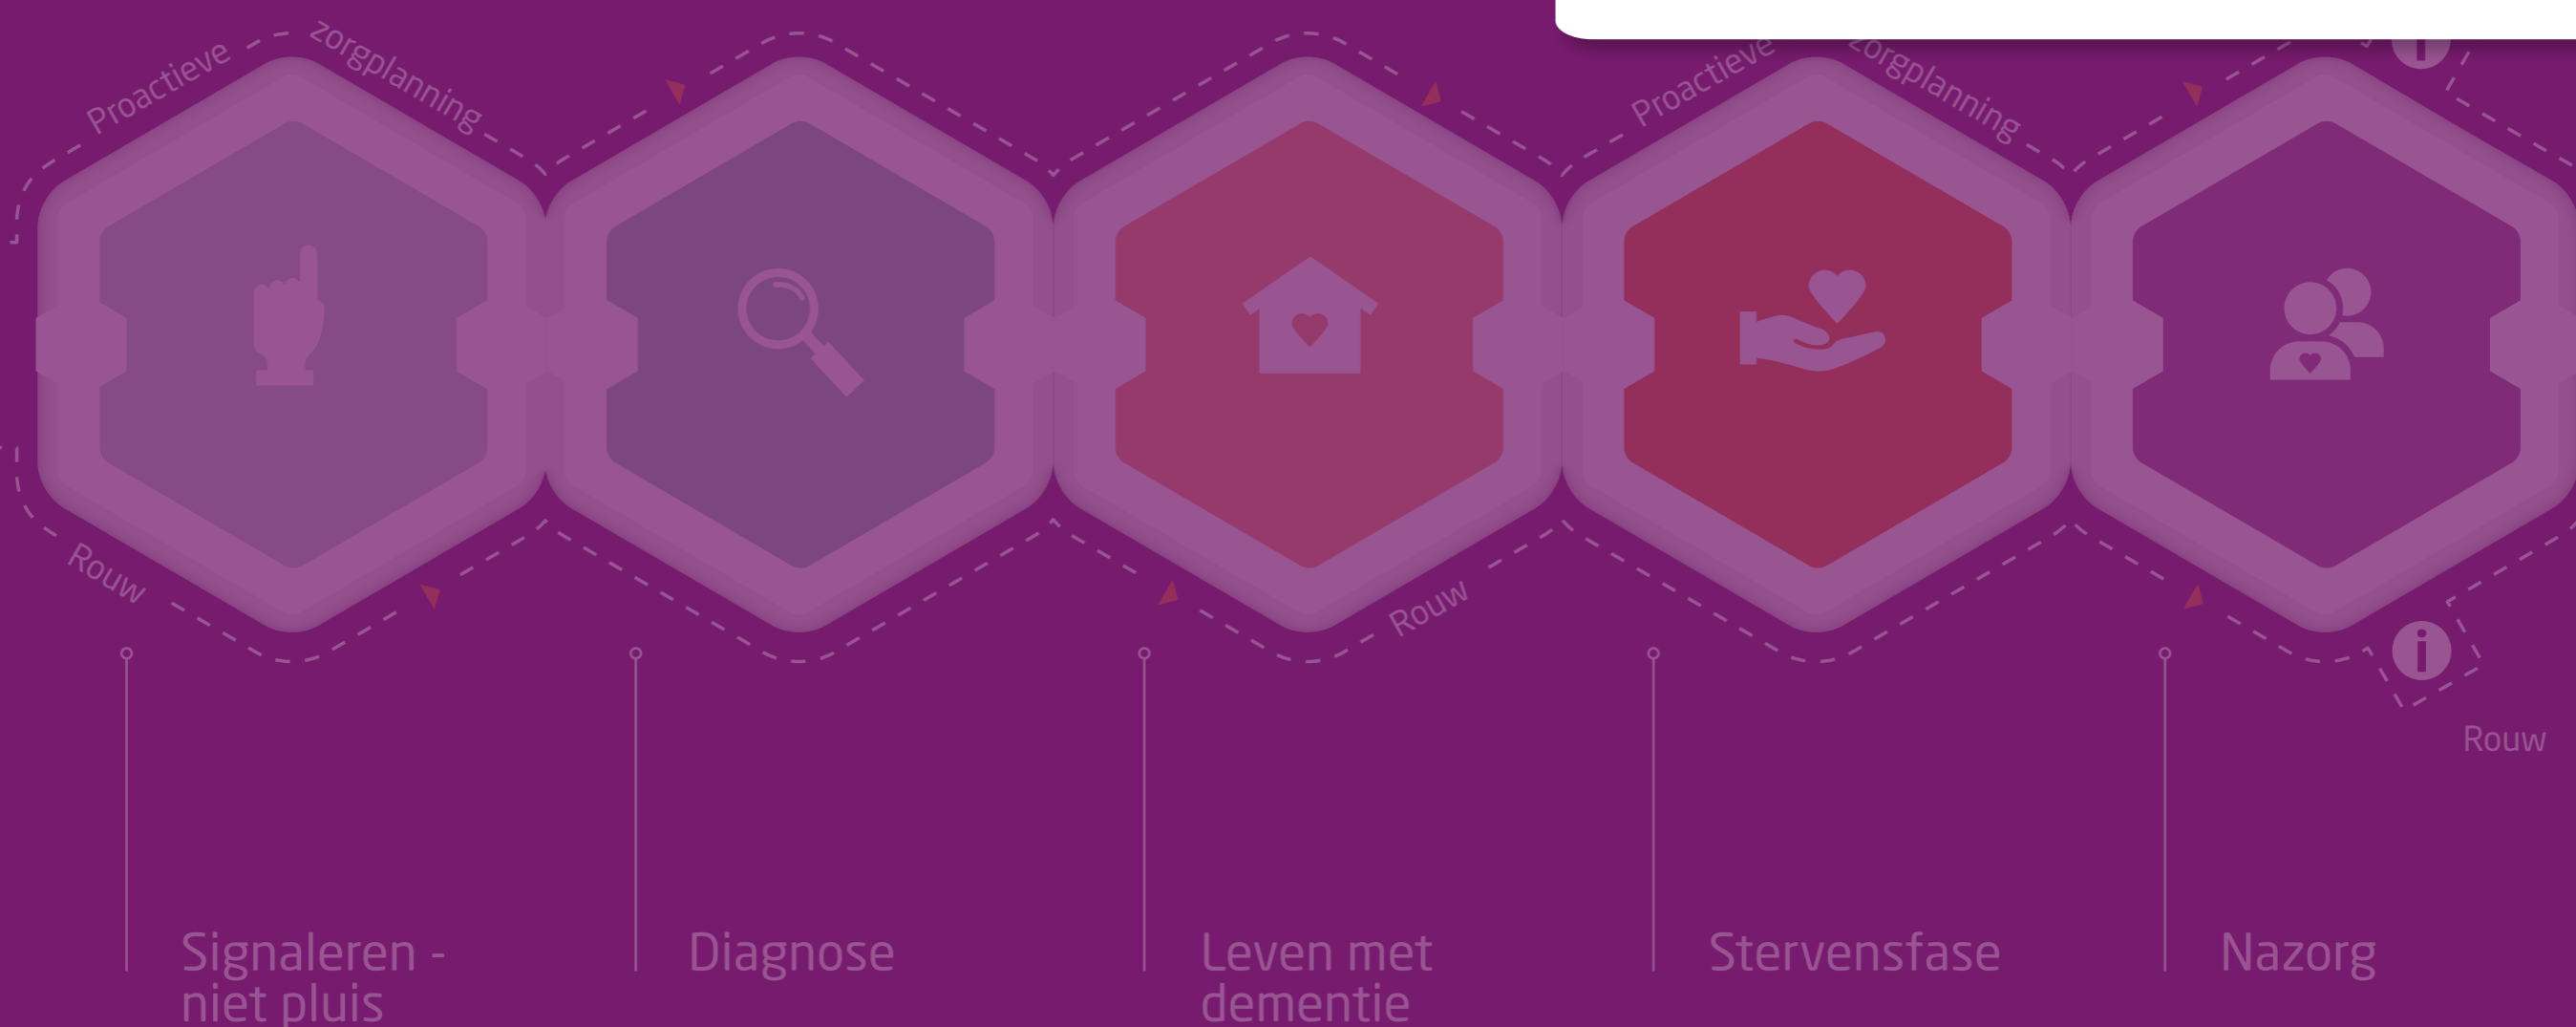 Proactieve zorgplanning
Proactieve zorgplanning
Rouw
Rouw
Rouw
Signaleren -
niet pluis
Diagnose
Leven met
dementie
Stervensfase
Nazorg